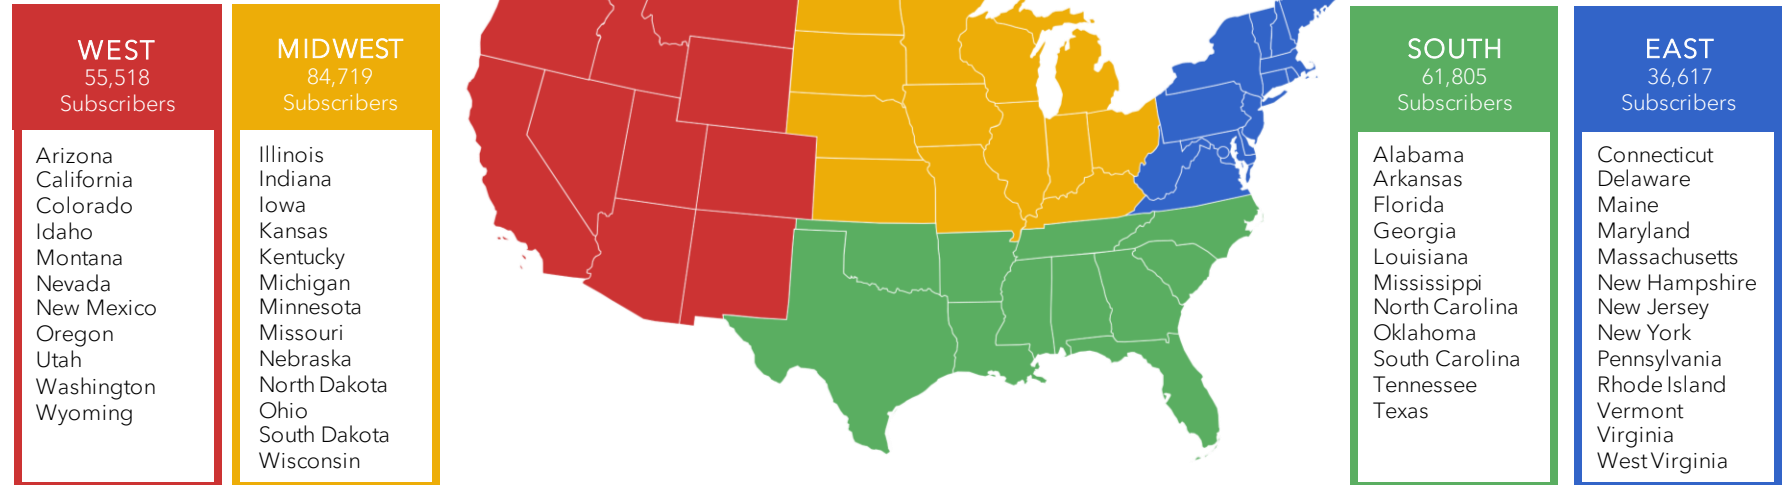 WEST
55,518
Subscribers
Arizona
California
Colorado
Idaho
Montana
Nevada
New Mexico
Oregon
Utah
Washington
Wyoming
MIDWEST
84,719
Subscribers
Illinois
Indiana
Iowa
Kansas
Kentucky
Michigan
Minnesota
Missouri
Nebraska
North Dakota
Ohio
South Dakota
Wisconsin
SOUTH
61,805
Subscribers
Alabama
Arkansas
Florida
Georgia
Louisiana
Mississippi
North Carolina
Oklahoma
South Carolina
Tennessee
Texas
EAST
36,617
Subscribers
Connecticut
Delaware
Maine
Maryland
Massachusetts
New Hampshire
New Jersey
New York
Pennsylvania
Rhode Island
Vermont
Virginia
West Virginia